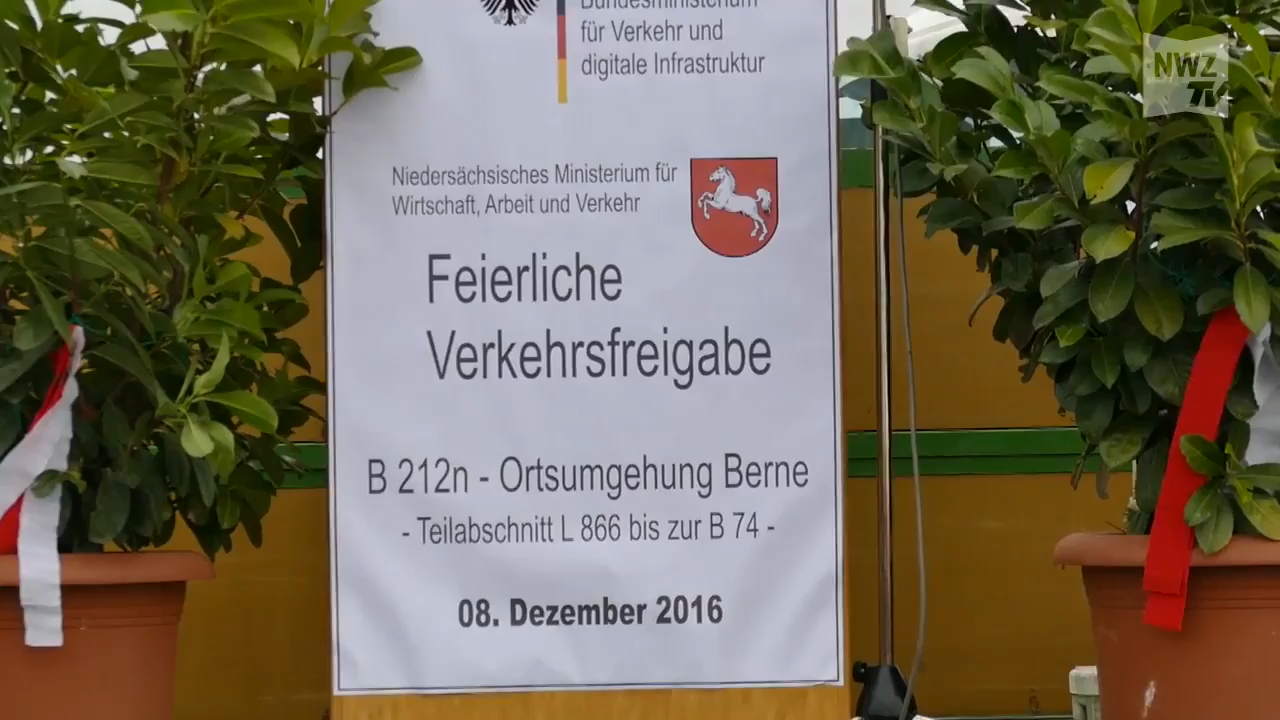 Bundesministerium
für Verkehr und
digitale Infrastruktur
NWZ
TV
Niedersächsisches Ministerium für
Wirtschaft, Arbeit und Verkehr
Feierliche
Verkehrsfreigabe
B 212n - Ortsumgehung Berne
- Teilabschnitt L 866 bis zur B 74 -
08. Dezember 2016